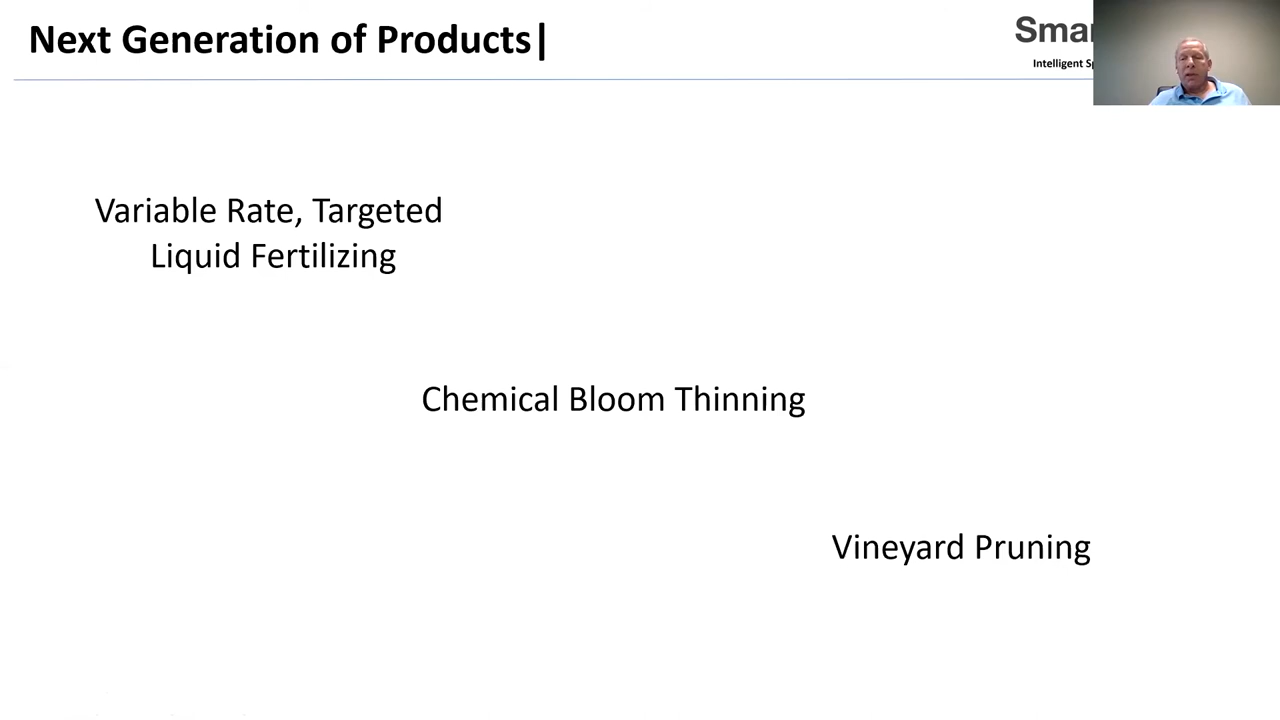 Next Generation of Products|
Variable Rate, Targeted
Liquid Fertilizing
Chemical Bloom Thinning
Vineyard Pruning